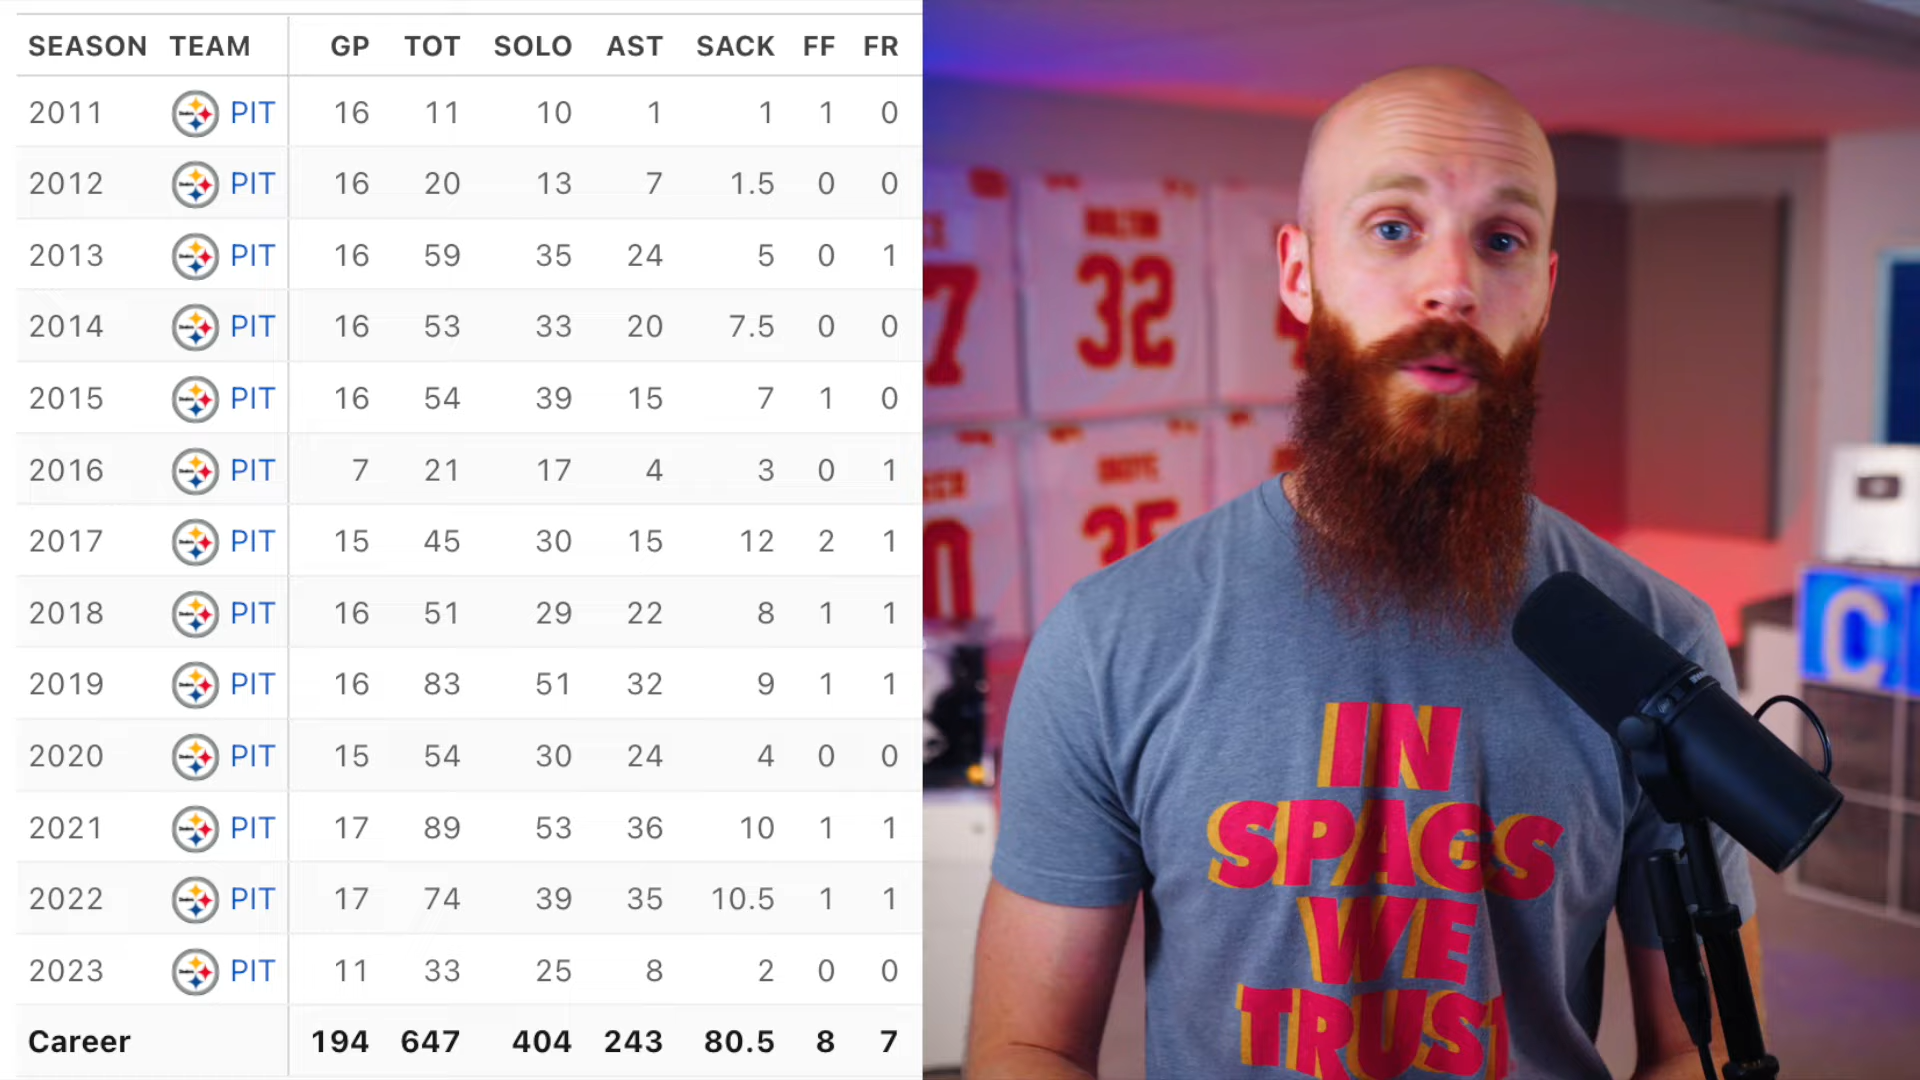 SEASON TEAM GP TOT SOLO AST SACK FF FR
2011 PIT 16 11 10 1 1 1 0
2012 PIT 16 20 13 7 1.5 0 0
2013 PIT 16 59 35 24 5 0 1
2014 PIT 16 53 33 20 7.5 0 0
2015 PIT 16 54 39 15 7 1 0
2016 PIT 7 21 17 4 3 0 1
2017 PIT 15 45 30 15 12 2 1
2018 PIT 16 51 29 22 8 1 1
2019 PIT 16 83 51 32 9 1 1
2020 PIT 15 54 30 24 4 0 0
2021 PIT 17 89 53 36 10 1 1
2022 PIT 17 74 39 35 10.5 1 1
2023 PIT 11 33 25 8 2 0 0
Career 194 647 404 243 80.5 8 7
7
32
0
35
C
IN
SPAGS
WE
TRUST